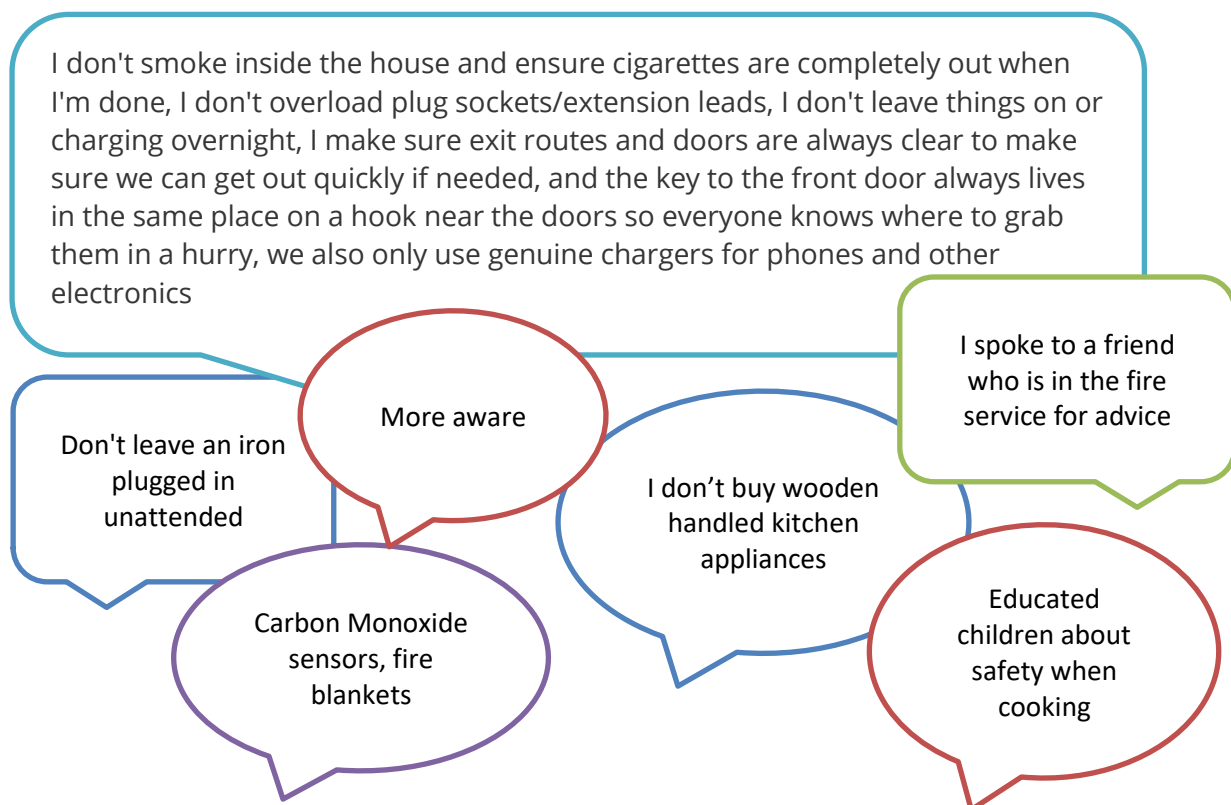 I don't smoke inside the house and ensure cigarettes are completely out when
I'm done, I don't overload plug sockets/extension leads, I don't leave things on or
charging overnight, I make sure exit routes and doors are always clear to make
sure we can get out quickly if needed, and the key to the front door always lives
in the same place on a hook near the doors so everyone knows where to grab
them in a hurry, we also only use genuine chargers for phones and other
electronics
I spoke to a friend
who is in the fire
service for advice
More aware
Don't leave an iron
plugged in
unattended
I don’t buy wooden
handled kitchen
appliances
Carbon Monoxide
sensors, fire
blankets
Educated
children about
safety when
cooking